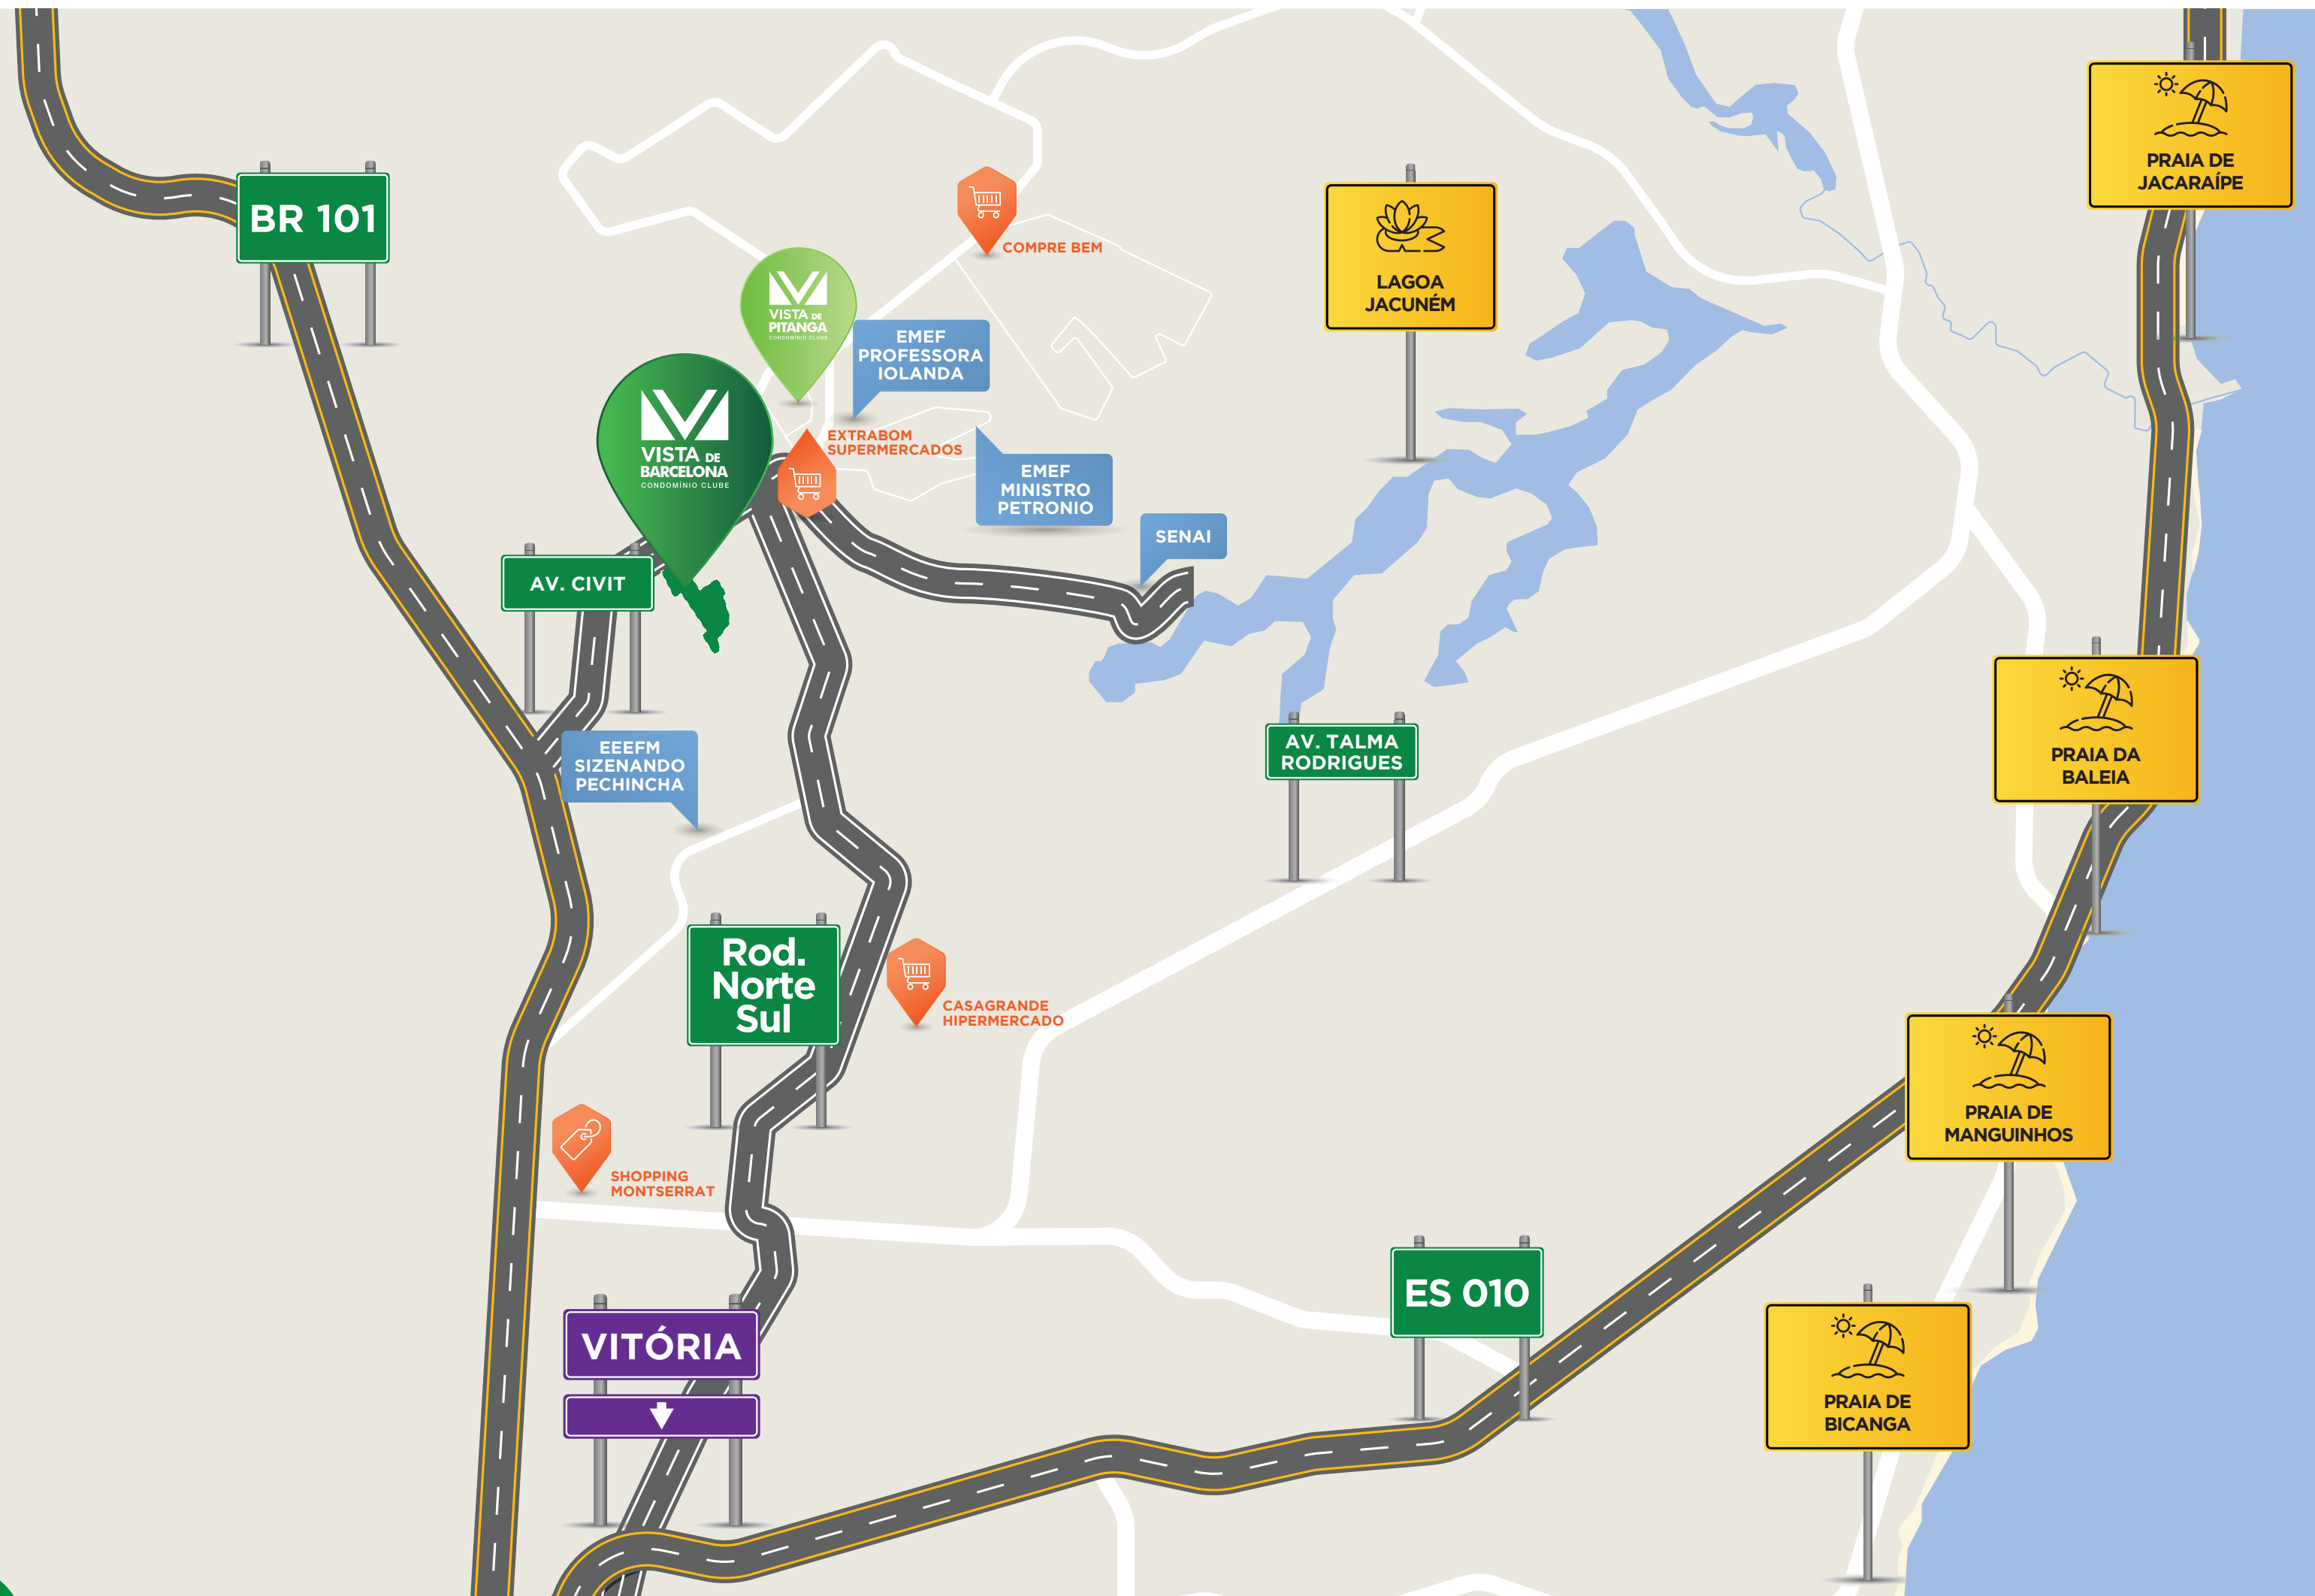 PRAIA DE
JACARAÍPE
BR 101
COMPRE BEM
LAGOA
JACUNÉM
VISTA DE
PITANGA
CONDOMÍNIO CLUBE
EMEF
PROFESSORA
IOLANDA
VISTA DE
BARCELONA
CONDOMÍNIO CLUBE
EXTRABOM
SUPERMERCADOS
EMEF
MINISTRO
PETRONIO
SENAI
AV. CIVIT
EEEFM
SIZENANDO
PECHINCHA
AV. TALMA
RODRIGUES
PRAIA DA
BALEIA
Rod.
Norte
Sul
CASAGRANDE
HIPERMERCADO
PRAIA DE
MANGUINHOS
SHOPPING
MONTSERRAT
ES 010
VITÓRIA
PRAIA DE
BICANGA